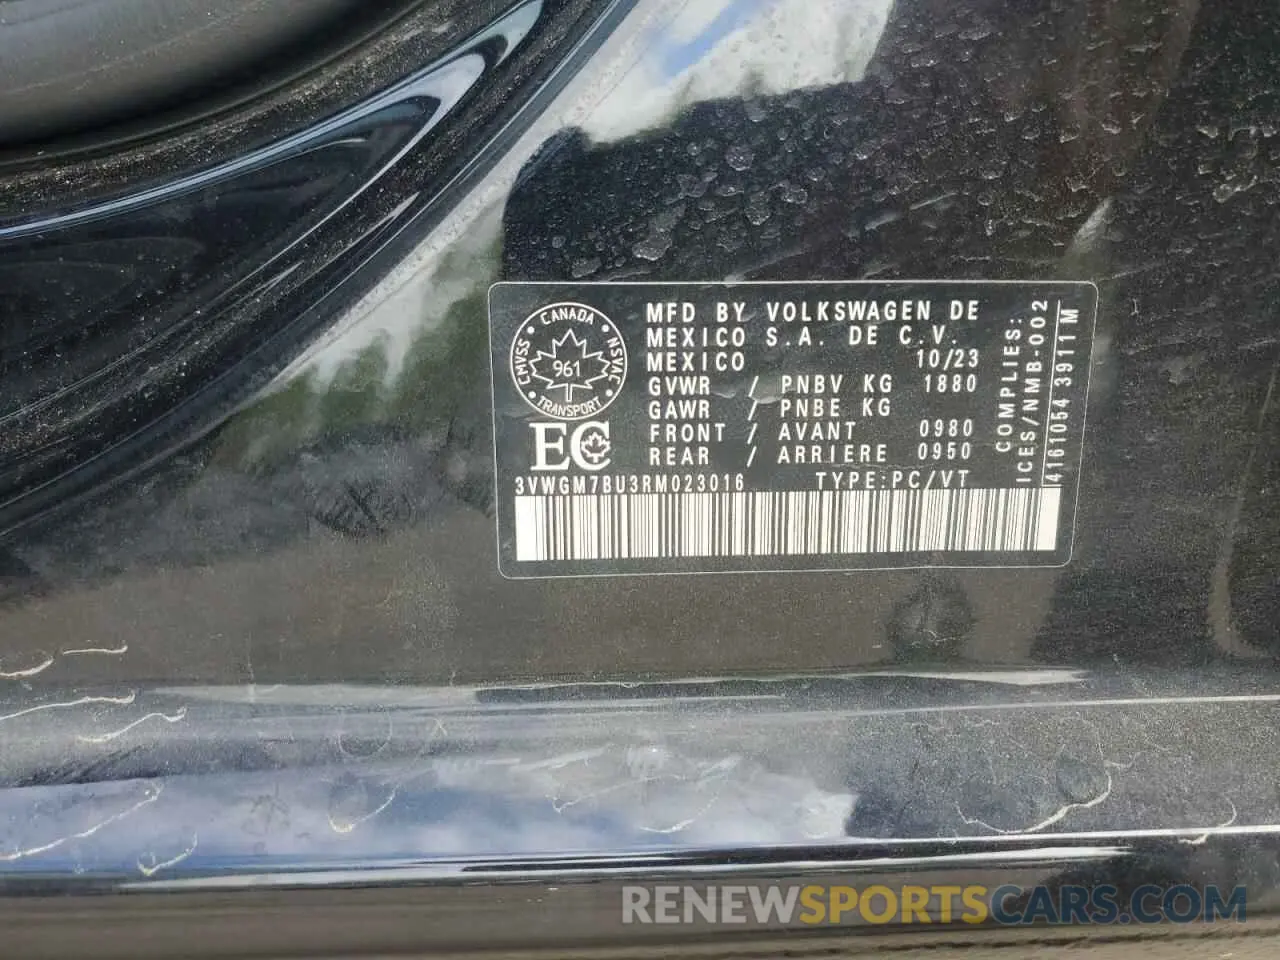 CANADA
CMVSS
NSVAC
961
TRANSPORT
EC
MFD BY VOLKSWAGEN DE
MEXICO S.A. DE C.V.
MEXICO 10/23
GVWR / PNBV KG 1880
GAWR / PNBE KG
FRONT / AVANT 0980
REAR / ARRIERE 0950
3VWGM7BU3RM023016 TYPE:PC/VT
COMPLIES:
ICES/NMB-002
4161054 3911M
RENEWSPORTSCARS.COM